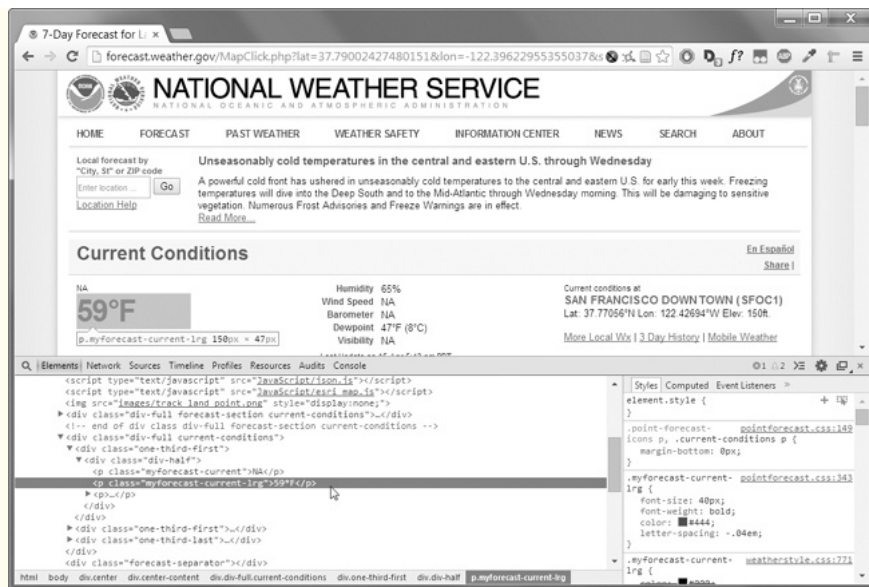 7-Day Forecast for La
forecast.weather.gov/MapClick.php?lat=37.79002427480151&lon=-122.39622955355037&s
NATIONAL WEATHER SERVICE
NATIONAL OCEANIC AND ATMOSPHERIC ADMINISTRATION
HOME FORECAST PAST WEATHER WEATHER SAFETY INFORMATION CENTER NEWS SEARCH ABOUT
Local forecast by
"City, St" or ZIP code
Enter location ...
Go
Location Help
Unseasonably cold temperatures in the central and eastern U.S. through Wednesday
A powerful cold front has ushered in unseasonably cold temperatures to the central and eastern U.S. for early this week. Freezing
temperatures will dive into the Deep South and to the Mid-Atlantic through Wednesday morning. This will be damaging to sensitive
vegetation. Numerous Frost Advisories and Freeze Warnings are in effect.
Read More...
Current Conditions
En Español
Share |
NA
59°F
p.myforecast-current-lrg 150px × 47px
Humidity 65%
Wind Speed NA
Barometer NA
Dewpoint 47°F (8°C)
Visibility NA
Current conditions at
SAN FRANCISCO DOWNTOWN (SFOC1)
Lat: 37.77056°N Lon: 122.42694°W Elev: 150ft.
More Local Wx | 3 Day History | Mobile Weather
Elements Network Sources Timeline Profiles Resources Audits Console
1 2
<script type="text/javascript" src="JavaScript/json.js"></script>
<script type="text/javascript" src="JavaScript/esri_map.js"></script>
<img src="images/track_land_point.png" style="display:none;">
<div class="div-full forecast-section current-conditions">…</div>
<!-- end of div class div-full forecast-section current-conditions -->
<div class="div-full current-conditions">
<div class="one-third-first">
<div class="div-half">
<p class="myforecast-current">NA</p>
<p class="myforecast-current-lrg">59°F</p>
<p>…</p>
</div>
</div>
<div class="one-third-first">…</div>
<div class="one-third-last">…</div>
</div>
<div class="forecast-separator"></div>
Styles Computed Event Listeners »
element.style {
}
.point-forecast-icons p, .current-conditions p { pointforecast.css:149
margin-bottom: 0px;
}
.myforecast-current-lrg { pointforecast.css:343
font-size: 40px;
font-weight: bold;
color: #444;
letter-spacing: -.04em;
}
.myforecast-current- weatherstyle.css:771
lrg {
html body div.center div.center-content div.div-full.current-conditions div.one-third-first div.div-half p.myforecast-current-lrg